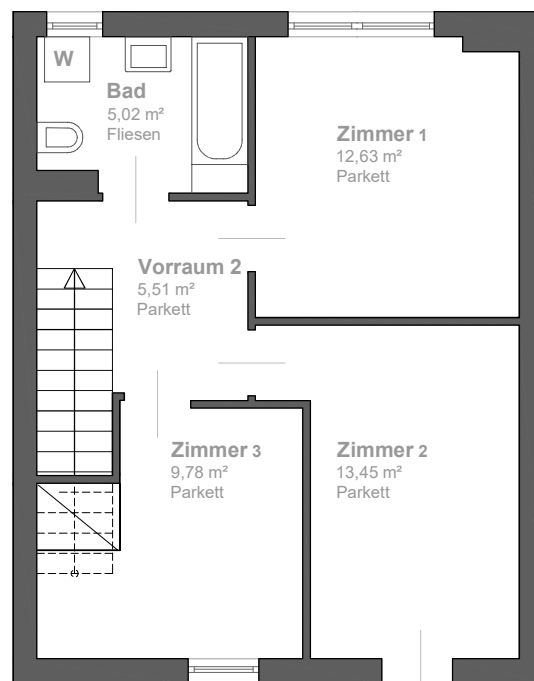 W
Bad
5,02 m²
Fliesen
Zimmer 1
12,63 m²
Parkett
Vorraum 2
5,51 m²
Parkett
Zimmer 3
9,78 m²
Parkett
Zimmer 2
13,45 m²
Parkett